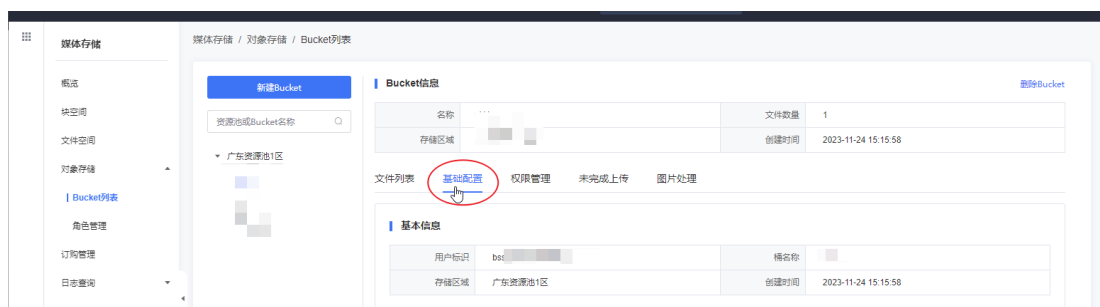 媒体存储
媒体存储 / 对象存储 / Bucket列表
概览
块空间
文件空间
对象存储
Bucket列表
角色管理
订购管理
日志查询
新建Bucket
资源池或Bucket名称
广东资源池1区
Bucket信息
删除Bucket
名称
文件数量 1
存储区域
创建时间 2023-11-24 15:15:58
文件列表 基础配置 权限管理 未完成上传 图片处理
基本信息
用户标识 bss
桶名称
存储区域 广东资源池1区
创建时间 2023-11-24 15:15:58